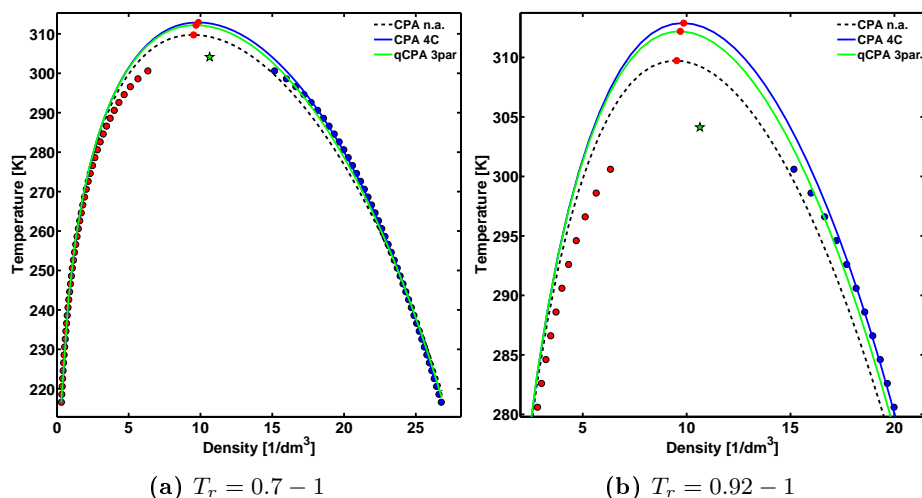 CPA n.a.
CPA 4C
qCPA 3par
310
300
290
280
270
260
250
240
230
220
Temperature [K]
0 5 10 15 20 25
Density [1/dm³]
(a) T_r = 0.7 − 1
CPA n.a.
CPA 4C
qCPA 3par.
310
305
300
295
290
285
280
Temperature [K]
5 10 15 20
Density [1/dm³]
(b) T_r = 0.92 − 1